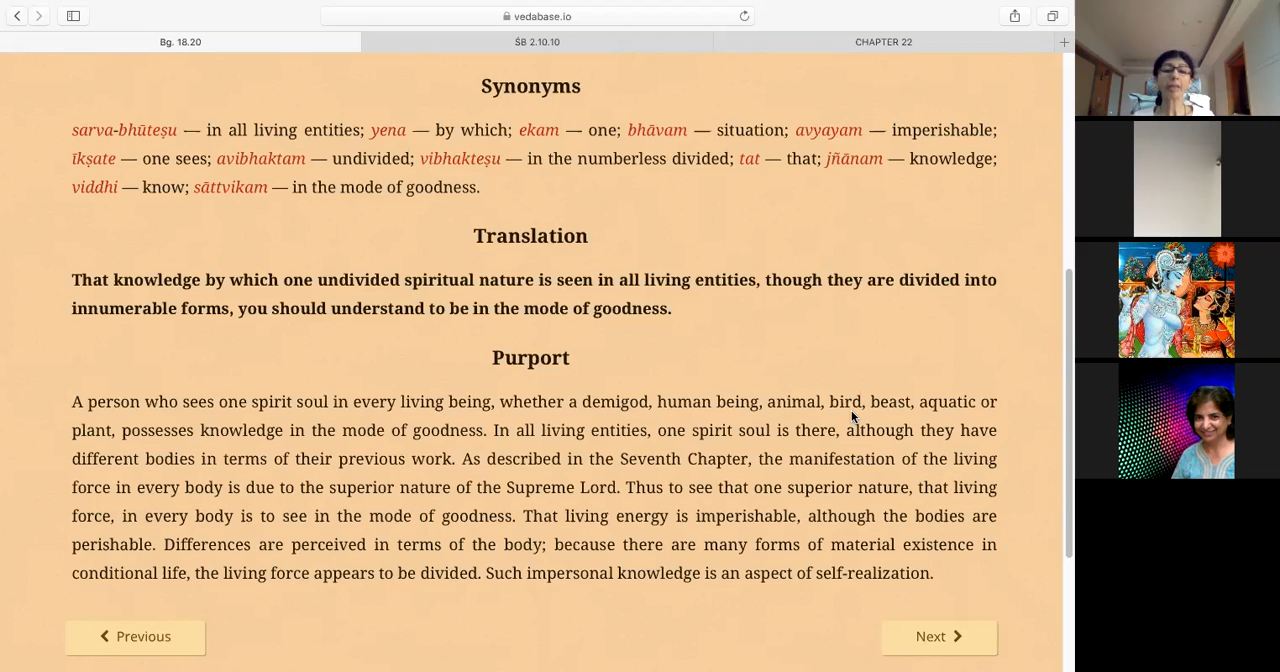 vedabase.io
Bg. 18.20
ŚB 2.10.10
CHAPTER 22
Synonyms
sarva-bhūteṣu — in all living entities; yena — by which; ekam — one; bhāvam — situation; avyayam — imperishable;
īkṣate — one sees; avibhaktam — undivided; vibhakteṣu — in the numberless divided; tat — that; jñānam — knowledge;
viddhi — know; sāttvikam — in the mode of goodness.
Translation
That knowledge by which one undivided spiritual nature is seen in all living entities, though they are divided into
innumerable forms, you should understand to be in the mode of goodness.
Purport
A person who sees one spirit soul in every living being, whether a demigod, human being, animal, bird, beast, aquatic or
plant, possesses knowledge in the mode of goodness. In all living entities, one spirit soul is there, although they have
different bodies in terms of their previous work. As described in the Seventh Chapter, the manifestation of the living
force in every body is due to the superior nature of the Supreme Lord. Thus to see that one superior nature, that living
force, in every body is to see in the mode of goodness. That living energy is imperishable, although the bodies are
perishable. Differences are perceived in terms of the body; because there are many forms of material existence in
conditional life, the living force appears to be divided. Such impersonal knowledge is an aspect of self-realization.
Previous
Next